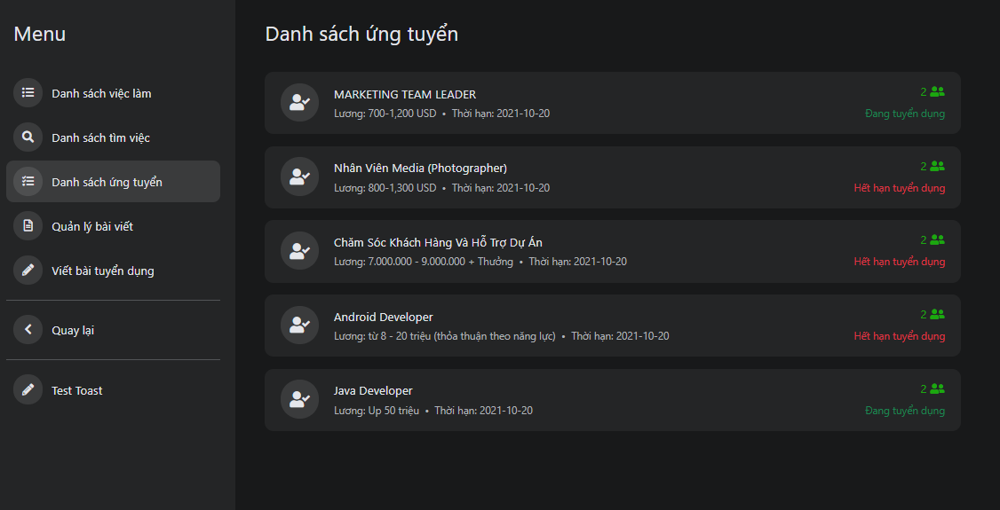 Menu
Danh sách việc làm
Danh sách tìm việc
Danh sách ứng tuyển
Quản lý bài viết
Viết bài tuyển dụng
Quay lại
Test Toast
Danh sách ứng tuyển
MARKETING TEAM LEADER
2
Lương: 700-1,200 USD • Thời hạn: 2021-10-20
Đang tuyển dụng
Nhân Viên Media (Photographer)
2
Lương: 800-1,300 USD • Thời hạn: 2021-10-20
Hết hạn tuyển dụng
Chăm Sóc Khách Hàng Và Hỗ Trợ Dự Án
2
Lương: 7.000.000 - 9.000.000 + Thưởng • Thời hạn: 2021-10-20
Hết hạn tuyển dụng
Android Developer
2
Lương: từ 8 - 20 triệu (thỏa thuận theo năng lực) • Thời hạn: 2021-10-20
Hết hạn tuyển dụng
Java Developer
2
Lương: Up 50 triệu • Thời hạn: 2021-10-20
Đang tuyển dụng